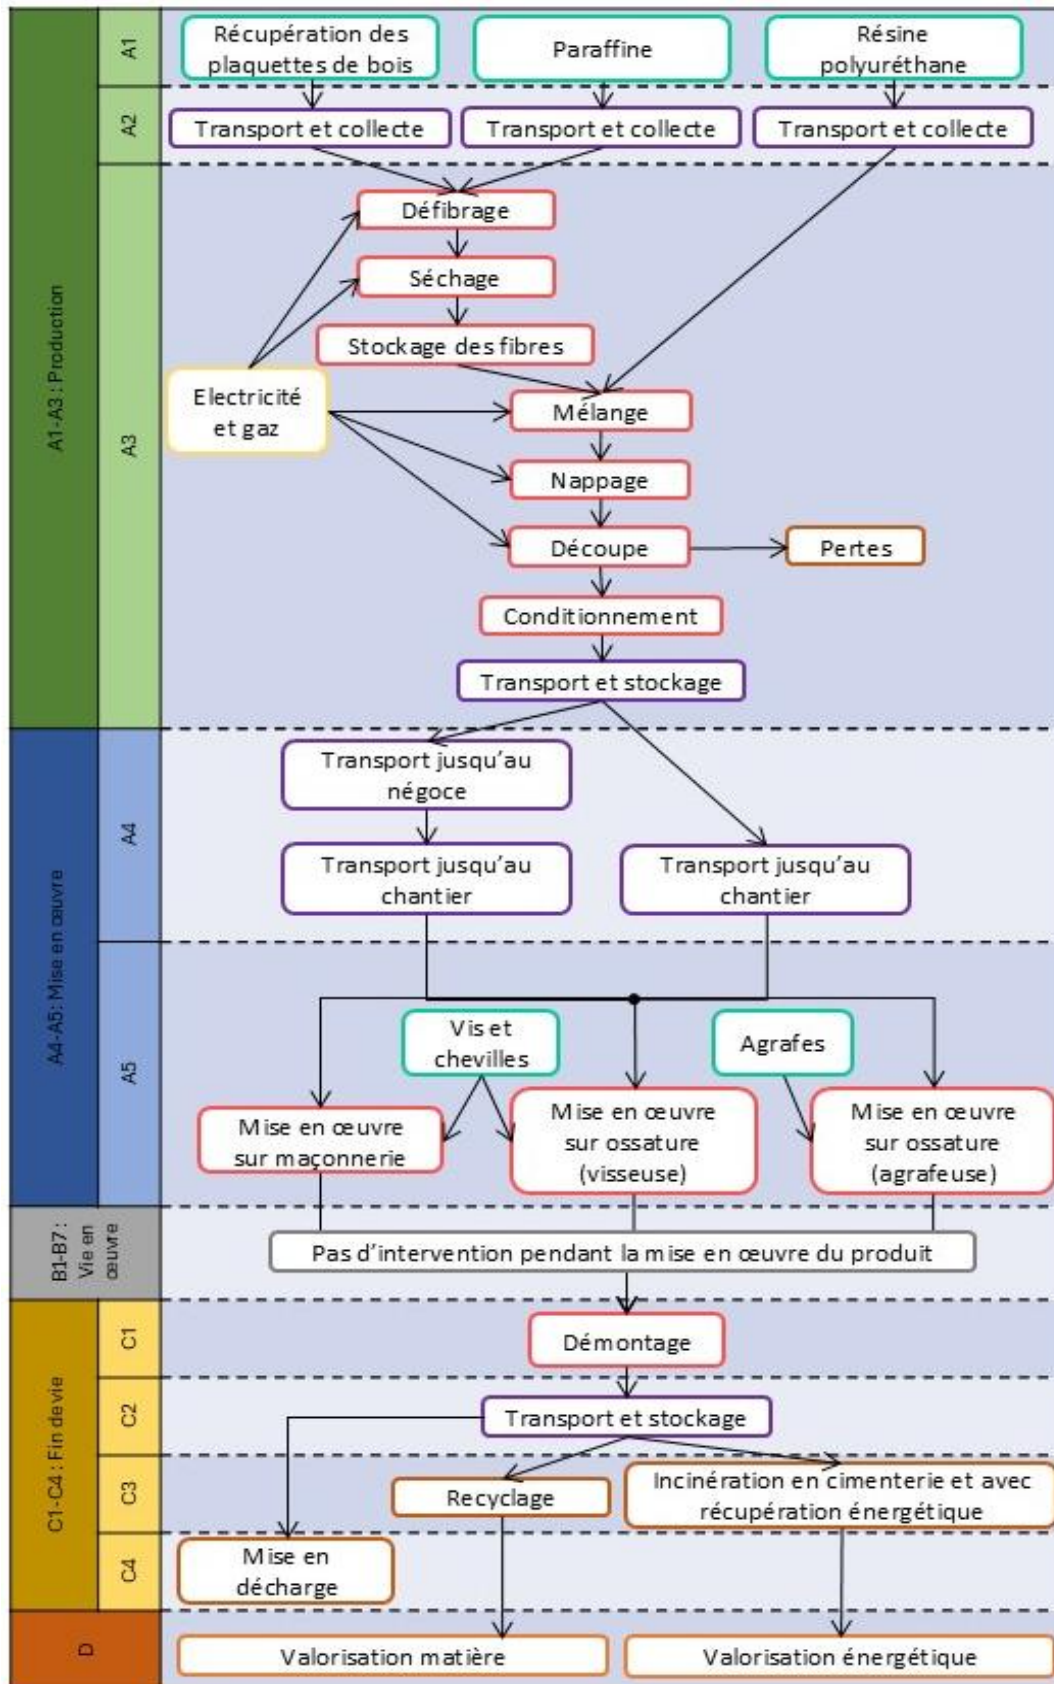 A1-A3 : Production
A1
Récupération des
plaquettes de bois
Paraffine
Résine
polyuréthane
A2
Transport et collecte
Transport et collecte
Transport et collecte
A3
Défibrage
Séchage
Stockage des fibres
Electricité
et gaz
Mélange
Nappage
Découpe
Pertes
Conditionnement
Transport et stockage
A4-A5: Mise en œuvre
A4
Transport jusqu'au
négoce
Transport jusqu'au
chantier
Transport jusqu'au
chantier
A5
Vis et
chevilles
Agrafes
Mise en œuvre
sur maçonnerie
Mise en œuvre
sur ossature
(visseuse)
Mise en œuvre
sur ossature
(agrafeuse)
B1-B7 :
Vie en
œuvre
Pas d'intervention pendant la mise en œuvre du produit
C1-C4 : Fin de vie
C1
Démontage
C2
Transport et stockage
C3
Recyclage
Incinération en cimenterie et avec
récupération énergétique
C4
Mise en
décharge
D
Valorisation matière
Valorisation énergétique